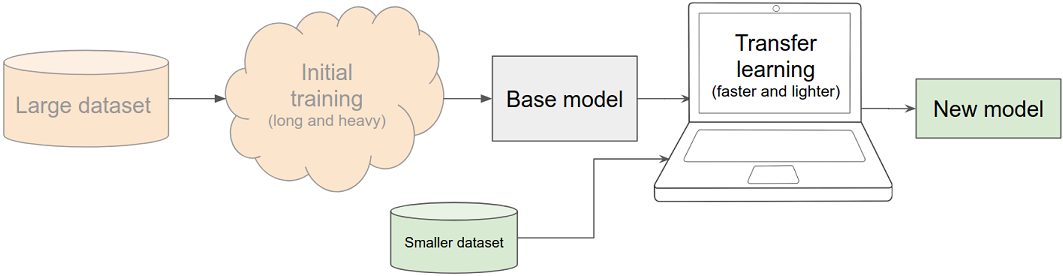 Large dataset
Initial
training
(long and heavy)
Base model
Transfer
learning
(faster and lighter)
New model
Smaller dataset